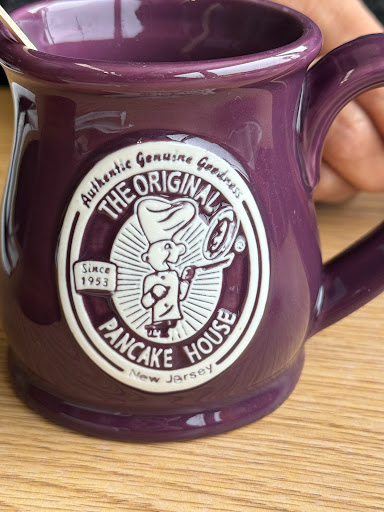 Authentic Genuine Goodness
THE ORIGINAL
Since
1953
PANCAKE HOUSE
®
New Jersey